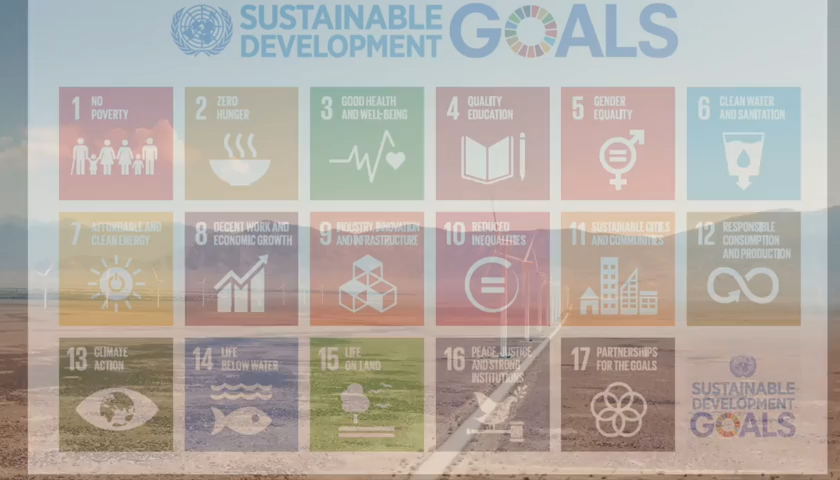 SUSTAINABLE
DEVELOPMENT
GOALS
1 NO
POVERTY
2 ZERO
HUNGER
3 GOOD HEALTH
AND WELL-BEING
4 QUALITY
EDUCATION
5 GENDER
EQUALITY
6 CLEAN WATER
AND SANITATION
7 AFFORDABLE AND
CLEAN ENERGY
8 DECENT WORK AND
ECONOMIC GROWTH
9 INDUSTRY, INNOVATION
AND INFRASTRUCTURE
10 REDUCED
INEQUALITIES
11 SUSTAINABLE CITIES
AND COMMUNITIES
12 RESPONSIBLE
CONSUMPTION
AND PRODUCTION
13 CLIMATE
ACTION
14 LIFE
BELOW WATER
15 LIFE
ON LAND
16 PEACE, JUSTICE
AND STRONG
INSTITUTIONS
17 PARTNERSHIPS
FOR THE GOALS
SUSTAINABLE
DEVELOPMENT
GOALS